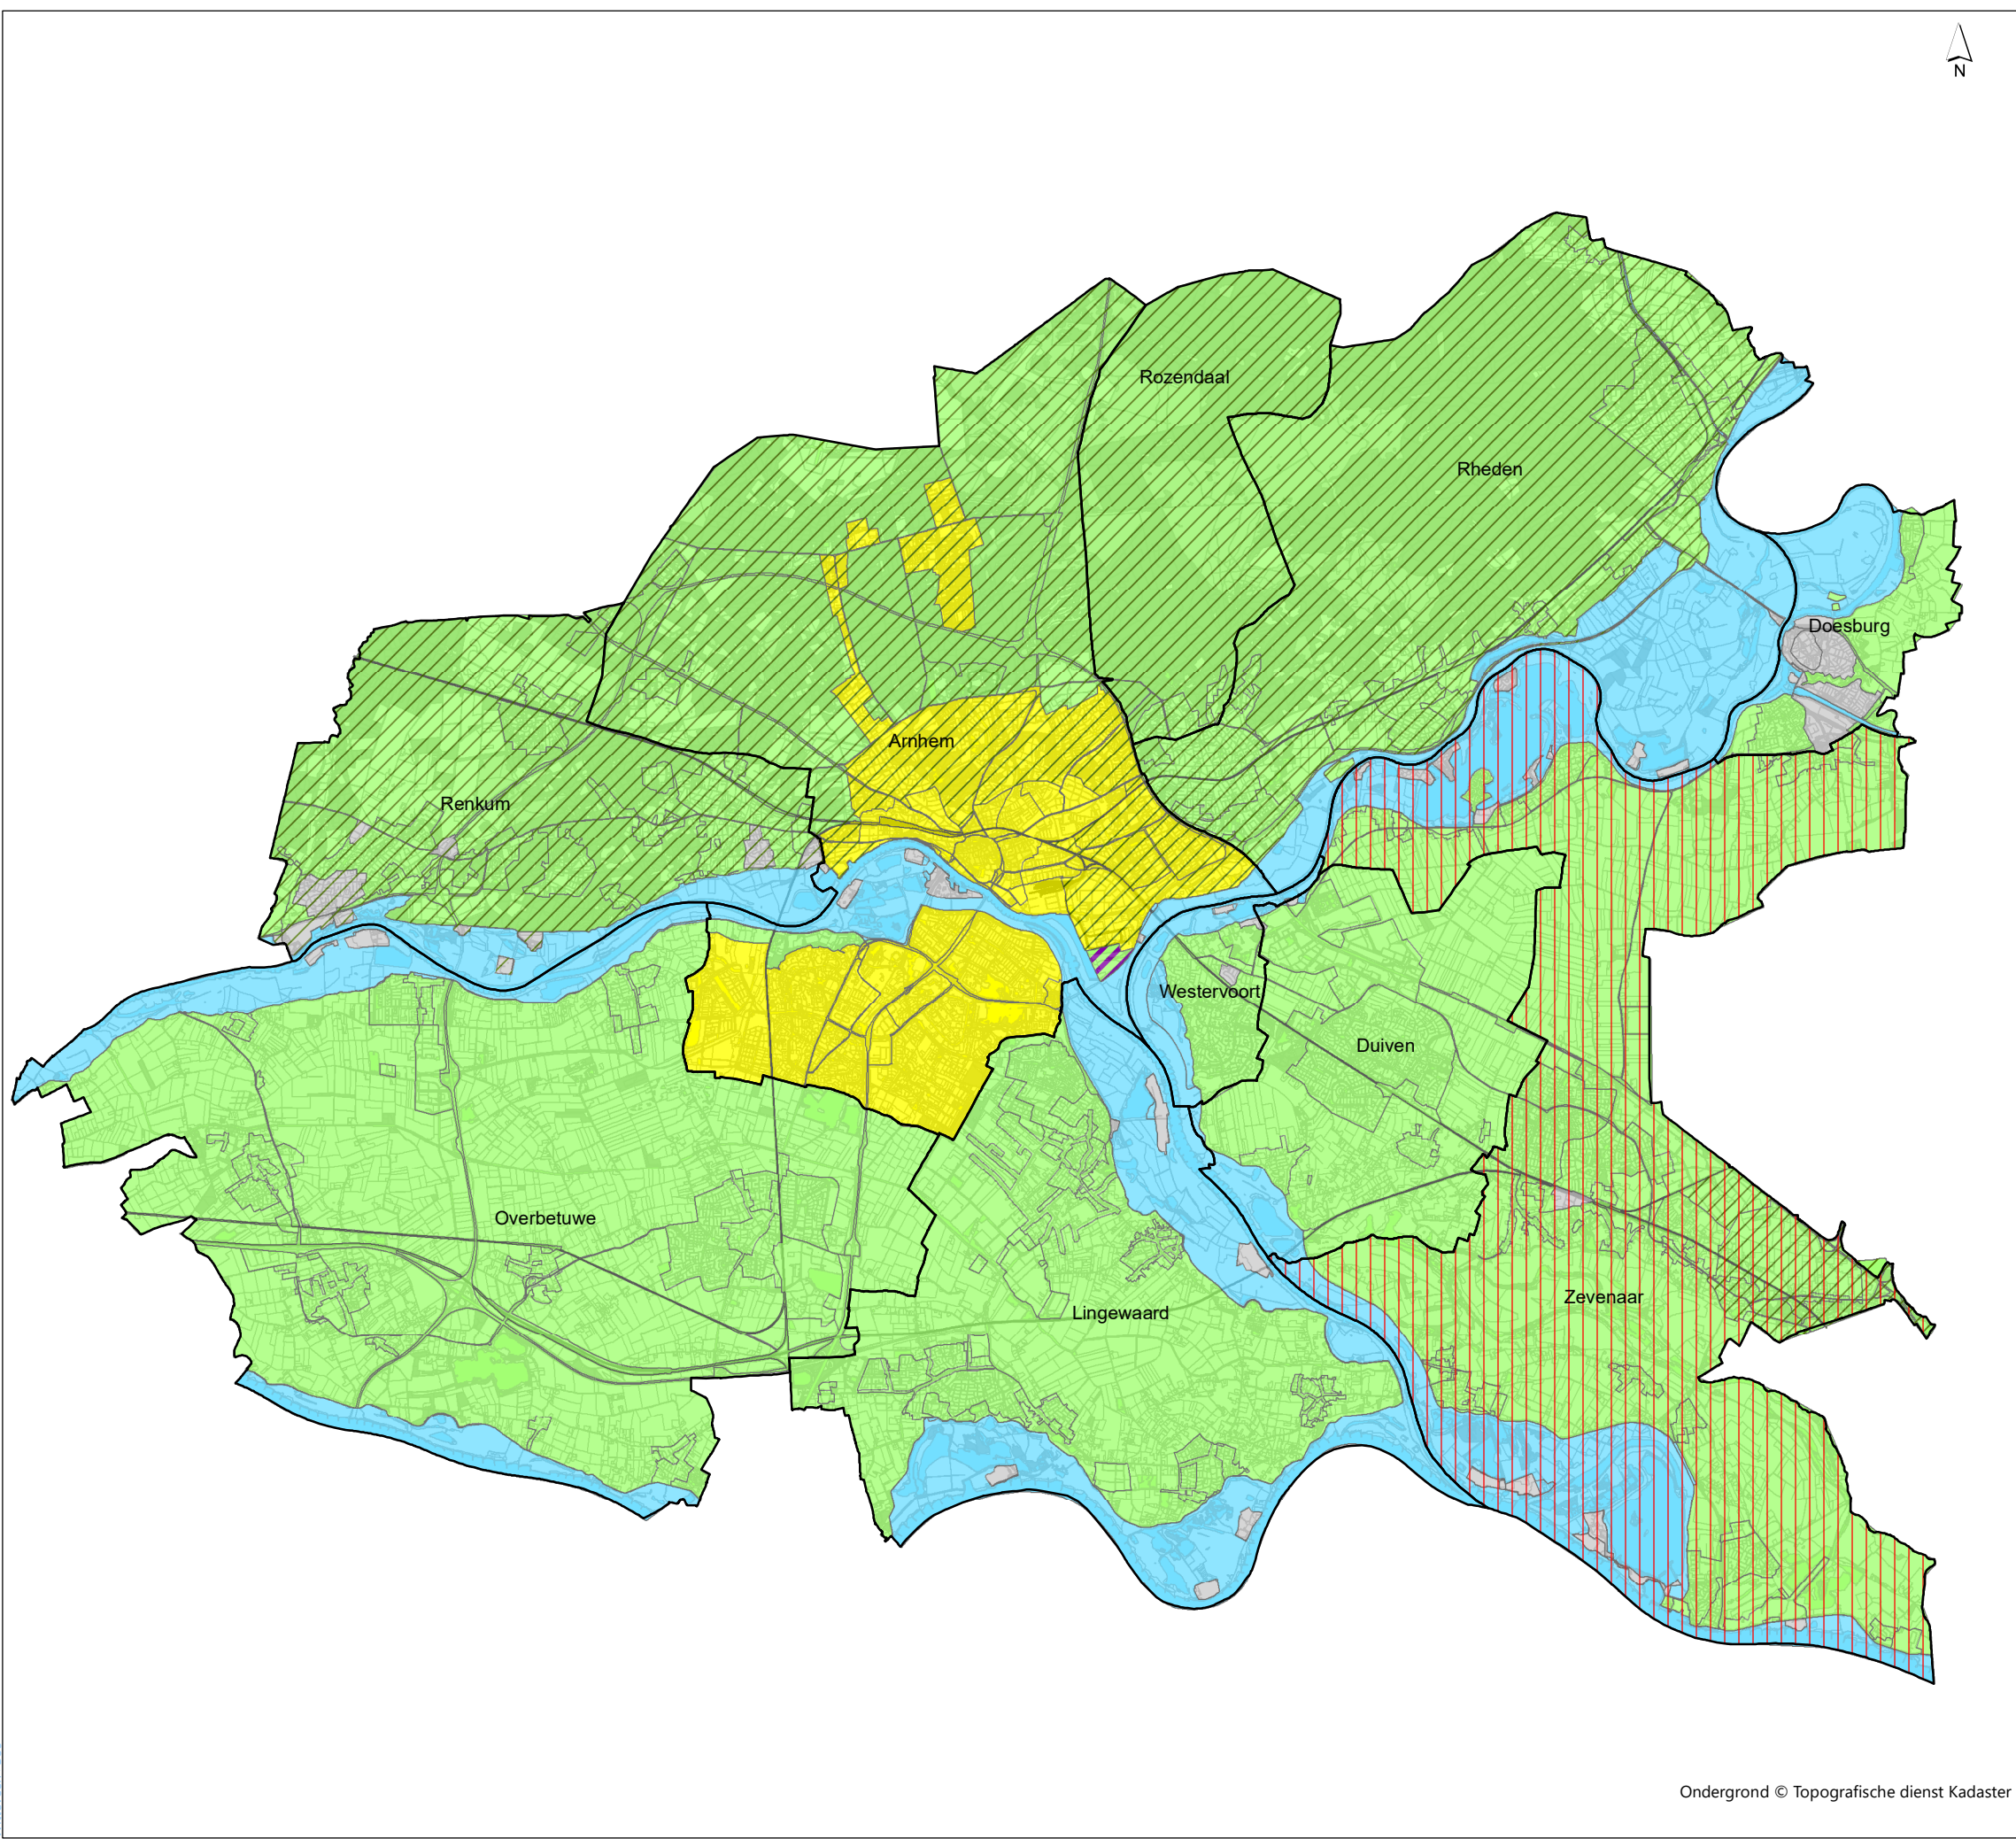 N
Rozendaal
Rheden
Doesburg
Arnhem
Renkum
Westervoort
Duiven
Overbetuwe
Zevenaar
Lingewaard
Ondergrond © Topografische dienst Kadaster